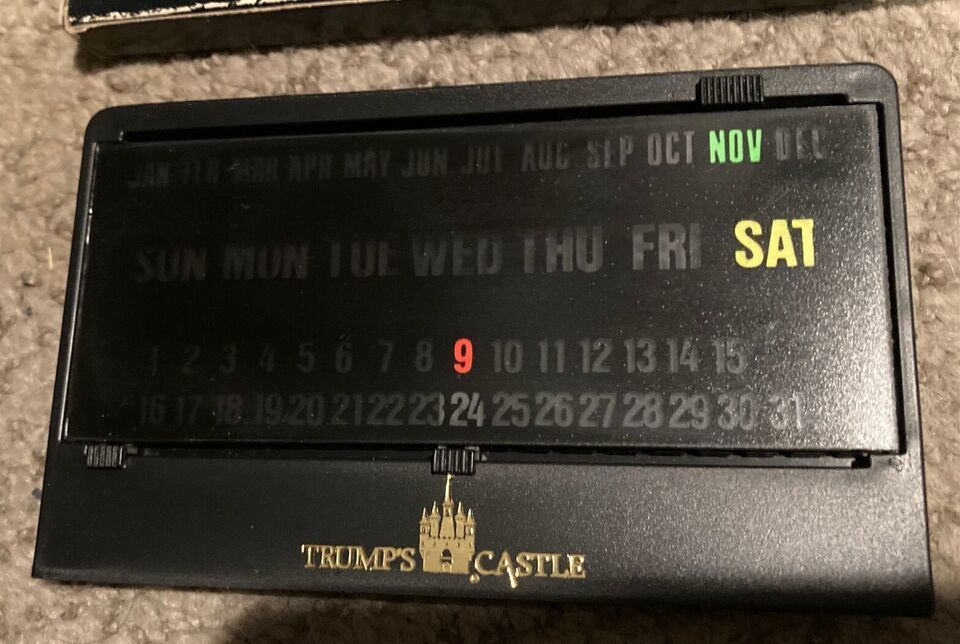 JAN FEB MAR APR MAY JUN JUL AUG SEP OCT NOV DEC
SUN MON TUE WED THU FRI SAT
1 2 3 4 5 6 7 8 9 10 11 12 13 14 15
16 17 18 19 20 21 22 23 24 25 26 27 28 29 30 31
TRUMP'S CASTLE